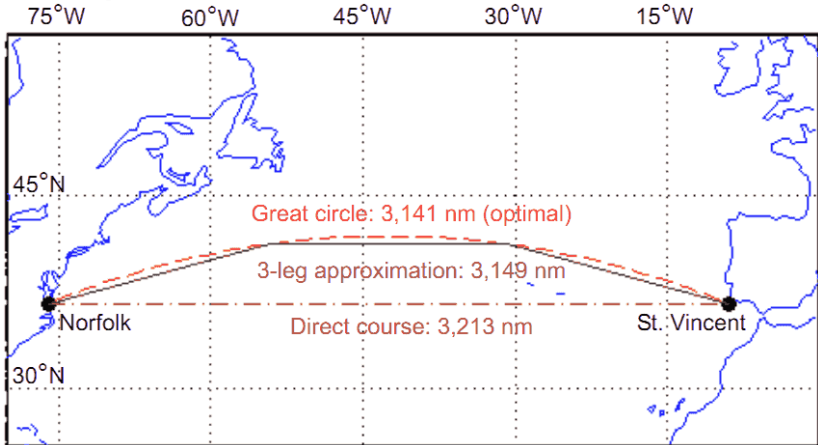 75°W 60°W 45°W 30°W 15°W
45°N
Great circle: 3,141 nm (optimal)
3-leg approximation: 3,149 nm
Norfolk
St. Vincent
Direct course: 3,213 nm
30°N